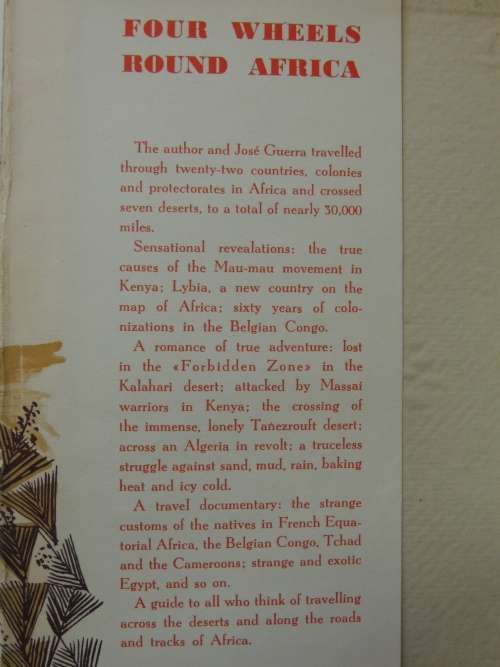 FOUR WHEELS
ROUND AFRICA
The author and José Guerra travelled
through twenty-two countries, colonies
and protectorates in Africa and crossed
seven deserts, to a total of nearly 30,000
miles.
Sensational revealations: the true
causes of the Mau-mau movement in
Kenya; Lybia, a new country on the
map of Africa; sixty years of colo-
nizations in the Belgian Congo.
A romance of true adventure: lost
in the «Forbidden Zone» in the
Kalahari desert; attacked by Massai
warriors in Kenya; the crossing of
the immense, lonely Tañezrouft desert;
across an Algeria in revolt; a truceless
struggle against sand, mud, rain, baking
heat and icy cold.
A travel documentary: the strange
customs of the natives in French Equa-
torial Africa, the Belgian Congo, Tchad
and the Cameroons; strange and exotic
Egypt, and so on.
A guide to all who think of travelling
across the deserts and along the roads
and tracks of Africa.